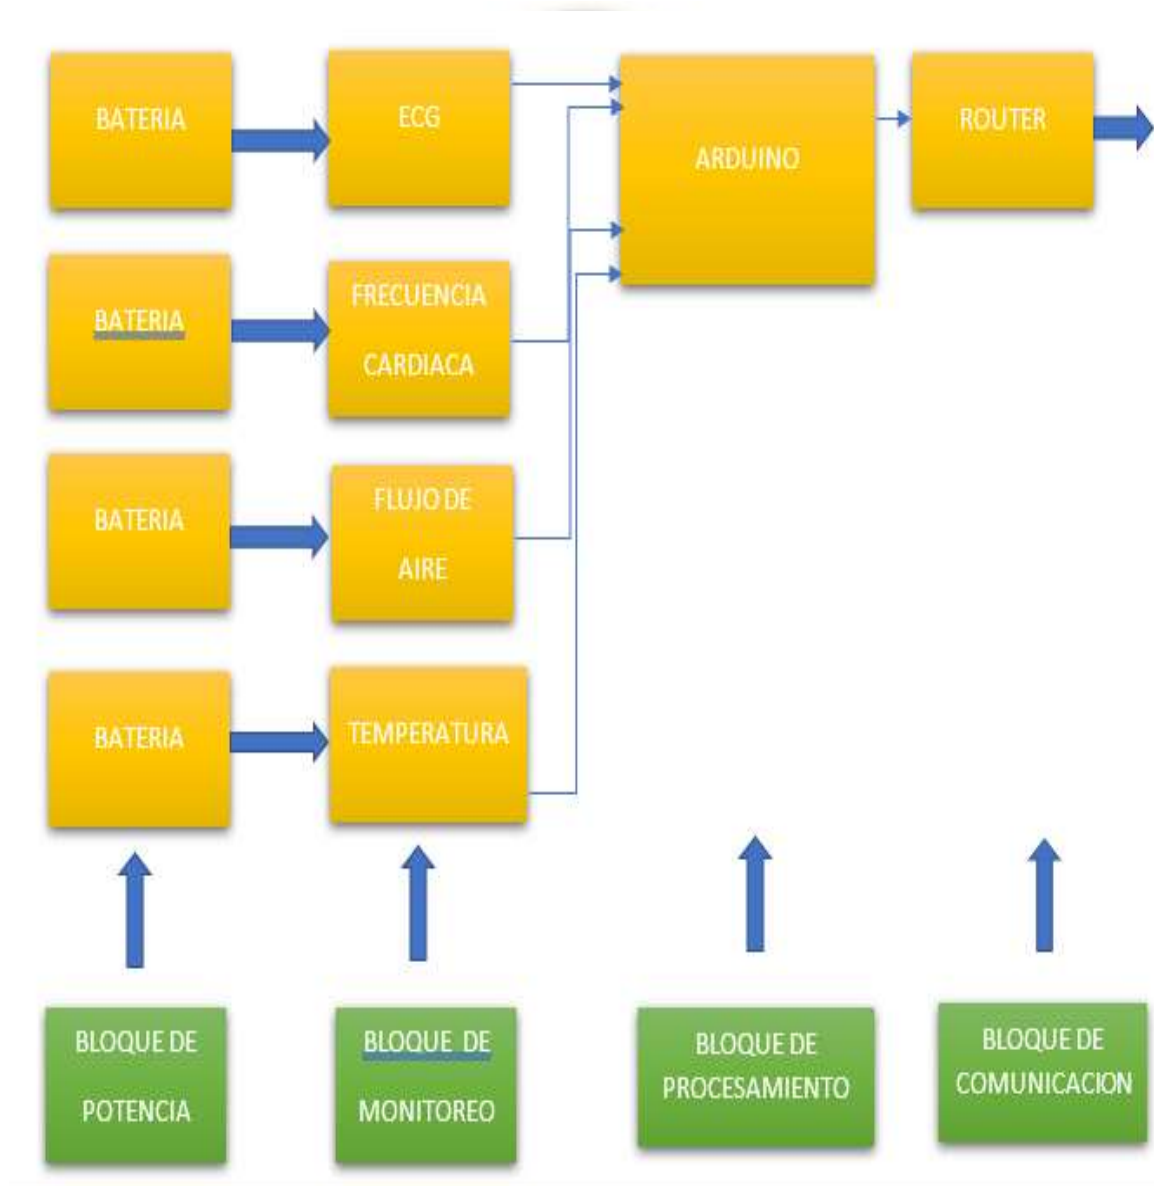 BATERIA
ECG
ARDUINO
ROUTER
BATERIA
FRECUENCIA
CARDIACA
BATERIA
FLUJO DE
AIRE
BATERIA
TEMPERATURA
BLOQUE DE
POTENCIA
BLOQUE DE
MONITOREO
BLOQUE DE
PROCESAMIENTO
BLOQUE DE
COMUNICACION